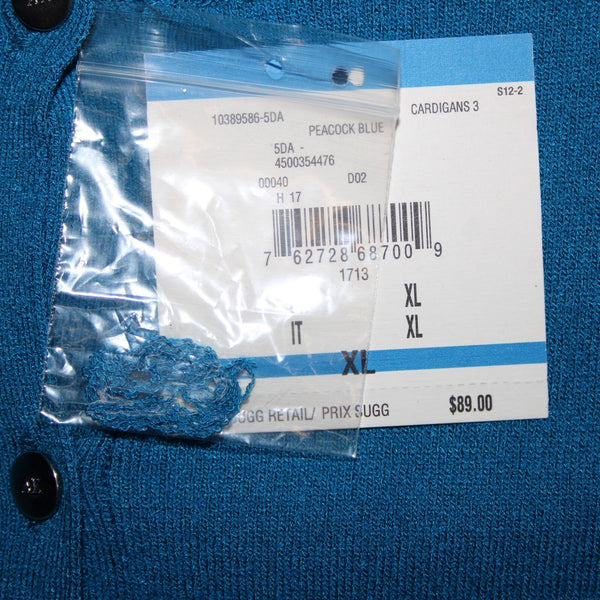 S12-2
10389586-5DA
CARDIGANS 3
PEACOCK BLUE
5DA -
4500354476
00040 D02
H 17
7 62728 68700 9
1713
XL
IT XL
XL
SUGG RETAIL/ PRIX SUGG $89.00
AK